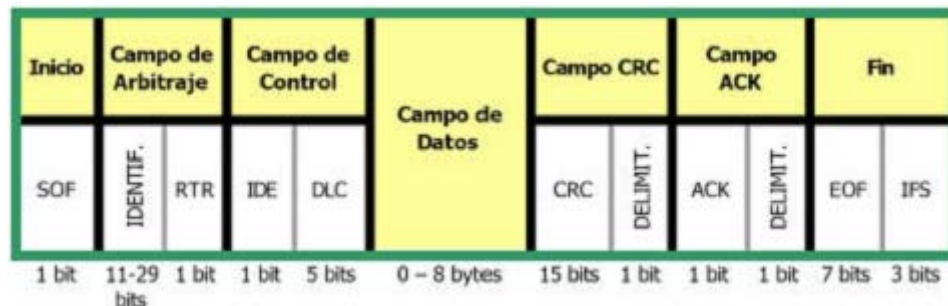 Inicio
Campo de
Arbitraje
Campo de
Control
Campo de
Datos
Campo CRC
Campo
ACK
Fin
SOF
IDENTIF.
RTR
IDE
DLC
CRC
DELIMIT.
ACK
DELIMIT.
EOF
IFS
1 bit
11-29
bits
1 bit
1 bit
5 bits
0 – 8 bytes
15 bits
1 bit
1 bit
1 bit
7 bits
3 bits